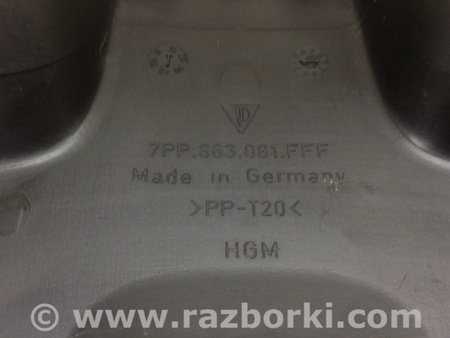 7PP.863.081.FFF
Made in Germany
>PP-T20<
HGM
© www.razborki.com